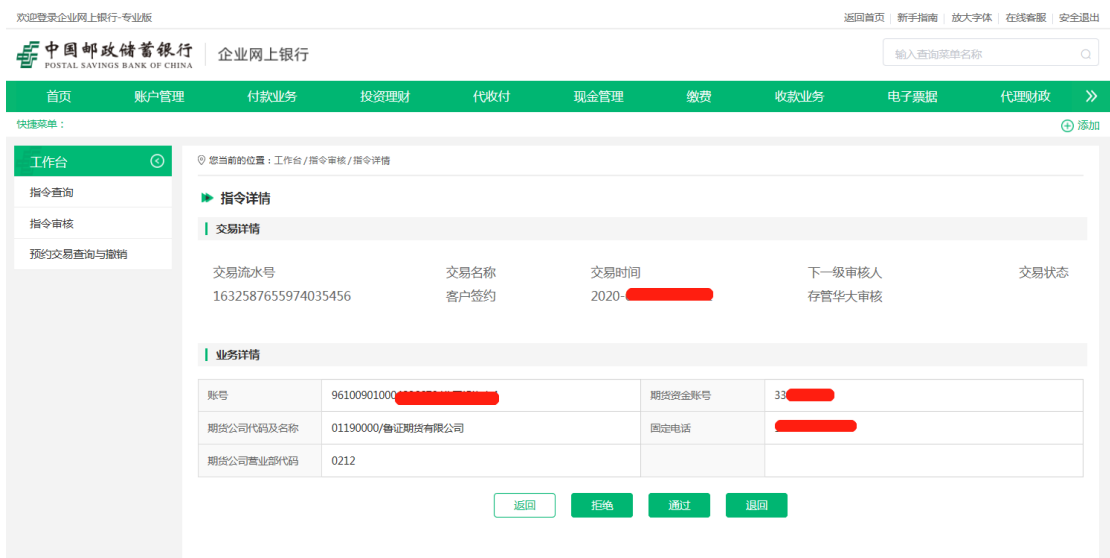 欢迎登录企业网上银行-专业版 返回首页 新手指南 放大字体 在线客服 安全退出
中国邮政储蓄银行 企业网上银行 输入查询菜单名称
POSTAL SAVINGS BANK OF CHINA
首页 账户管理 付款业务 投资理财 代收付 现金管理 缴费 收款业务 电子票据 代理财政
快捷菜单： 添加
工作台
指令查询
指令审核
预约交易查询与撤销
您当前的位置：工作台/指令审核/指令详情
指令详情
交易详情
交易流水号 交易名称 交易时间 下一级审核人 交易状态
1632587655974035456 客户签约 2020- 存管华大审核
业务详情
账号 96100901000 期货资金账号 33
期货公司代码及名称 01190000/鲁证期货有限公司 固定电话
期货公司营业部代码 0212
返回 拒绝 通过 退回